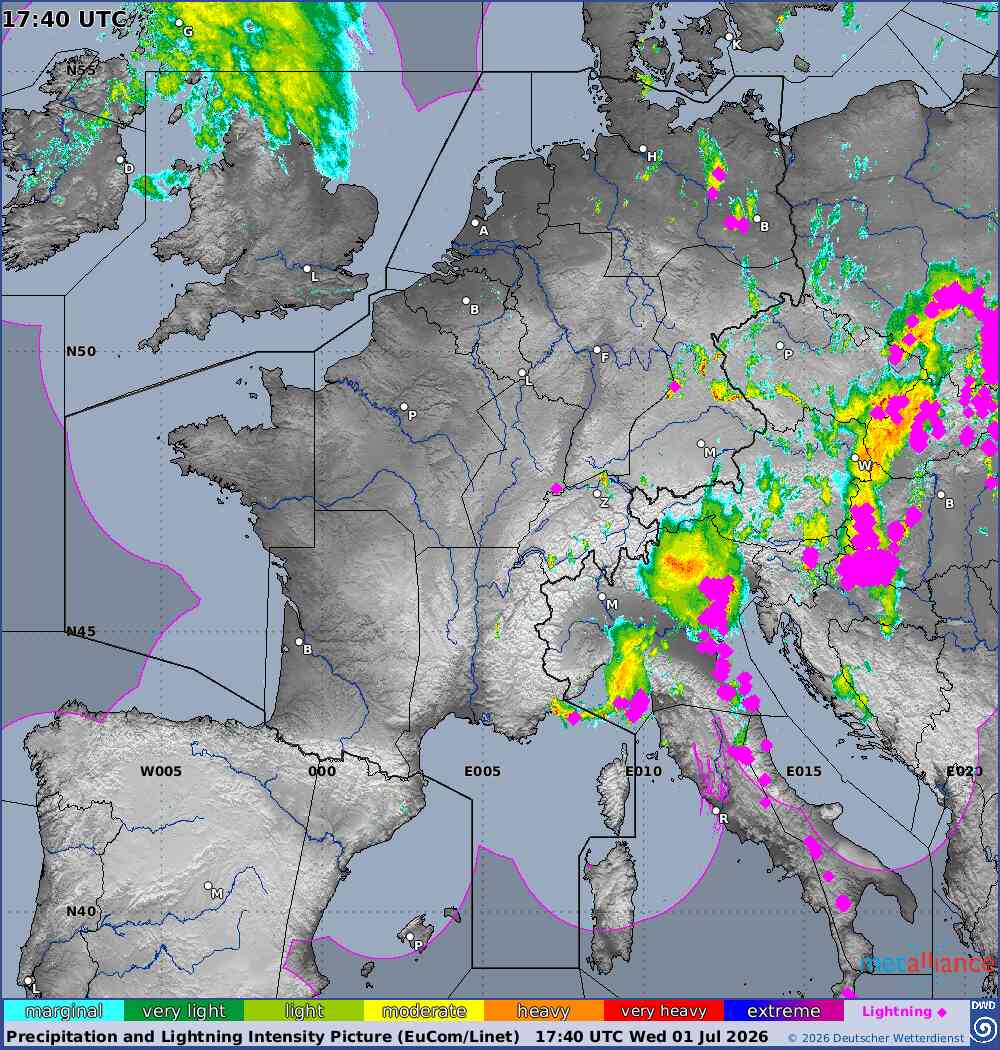 17:40 UTC
G
K
N55
H
D
A
B
L
B
N50
P
F
L
P
M
W
Z
B
M
N45
B
W005
000
E005
E010
E015
E020
R
M
N40
P
L
metalliance
marginal
very light
light
moderate
heavy
very heavy
extreme
Lightning
DWD
Precipitation and Lightning Intensity Picture (EuCom/Linet) 17:40 UTC Wed 01 Jul 2026 © 2026 Deutscher Wetterdienst